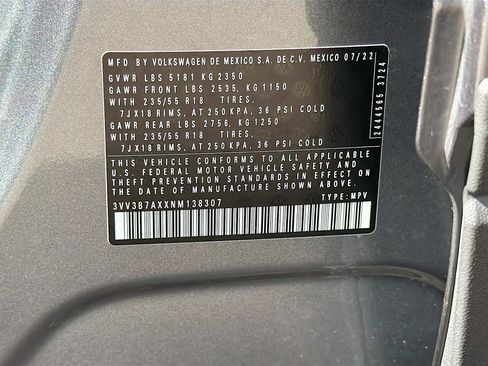 MFD BY VOLKSWAGEN DE MEXICO S.A. DE C.V. MEXICO 07/22
GVWR LBS 5181 KG 2350
GAWR FRONT LBS 2535, KG 1150
WITH 235/55 R18 TIRES,
7JX18 RIMS, AT 250 KPA, 36 PSI COLD
GAWR REAR LBS 2756, KG 1250
WITH 235/55 R18 TIRES,
7JX18 RIMS, AT 250 KPA, 36 PSI COLD
THIS VEHICLE CONFORMS TO ALL APPLICABLE
U.S. FEDERAL MOTOR VEHICLE SAFETY AND
THEFT PREVENTION STANDARDS IN EFFECT ON
THE DATE OF MANUFACTURE SHOWN ABOVE
3VV3B7AXXNM138307
TYPE: MPV
2444565 3724